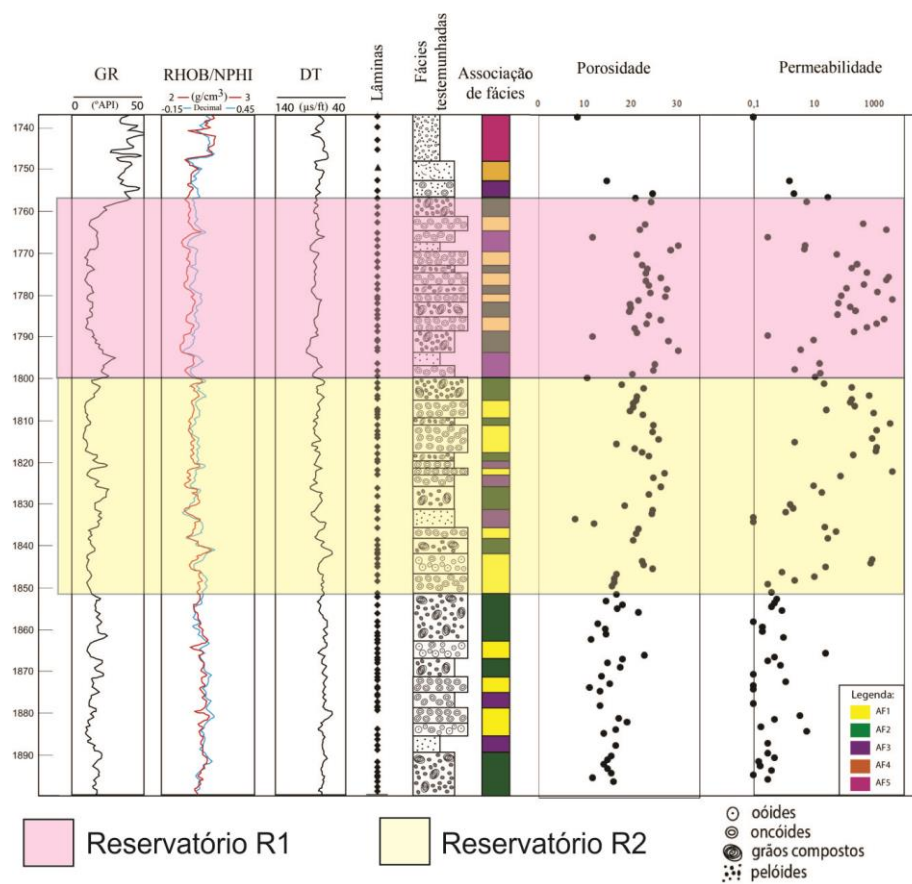 GR
0 50
(ºAPI)
RHOB/NPHI
2 (g/cm³) 3
-0.15 Decimal 0.45
DT
140 (µs/ft) 40
Lâminas
Fácies
testemunhadas
Associação
de fácies
Porosidade
0 10 20 30
Permeabilidade
0,1 10 1000
1740
1750
1760
1770
1780
1790
1800
1810
1820
1830
1840
1850
1860
1870
1880
1890
Legenda:
AF1
AF2
AF3
AF4
AF5
Reservatório R1
Reservatório R2
oóides
oncóides
grãos compostos
pelóides